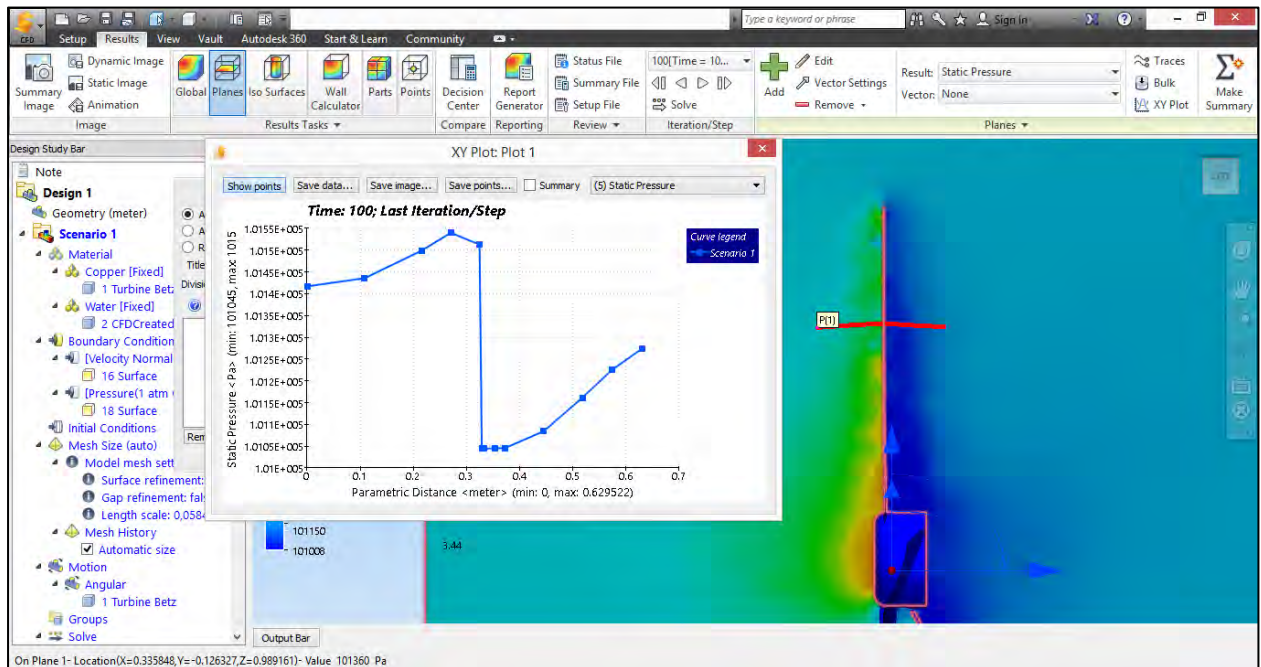 Type a keyword or phrase
Sign in
CFD
Setup Results View Vault Autodesk 360 Start & Learn Community
Summary Image
Dynamic Image
Static Image
Animation
Image
Global Planes Iso Surfaces Wall Calculator Parts Points
Results Tasks
Decision Center
Compare
Report Generator
Reporting
Status File
Summary File
Setup File
Review
100[Time = 10...
Solve
Iteration/Step
Add
Edit
Vector Settings
Remove
Result: Static Pressure
Vector: None
Planes
Traces
Bulk
XY Plot
Make Summary
Design Study Bar
Note
Design 1
Geometry (meter)
Scenario 1
Material
Copper [Fixed]
1 Turbine Betz
Water [Fixed]
2 CFDCreated
Boundary Condition
[Velocity Normal
16 Surface
[Pressure(1 atm
18 Surface
Initial Conditions
Mesh Size (auto)
Model mesh sett
Surface refinement:
Gap refinement: fals
Length scale: 0,0584
Mesh History
Automatic size
Motion
Angular
1 Turbine Betz
Groups
Solve
A
A
R
Title
Divisi
Rem
XY Plot: Plot 1
Show points Save data... Save image... Save points... Summary (5) Static Pressure
Time: 100; Last Iteration/Step
Curve legend
Scenario 1
Static Pressure <Pa> (min: 101045, max: 1015
1.0155E+005
1.015E+005
1.0145E+005
1.014E+005
1.0135E+005
1.013E+005
1.0125E+005
1.012E+005
1.0115E+005
1.011E+005
1.0105E+005
1.01E+005
0 0.1 0.2 0.3 0.4 0.5 0.6 0.7
Parametric Distance <meter> (min: 0, max: 0.629522)
P(1)
101150
101008
3.44
Output Bar
On Plane 1- Location(X=0.335848,Y=-0.126327,Z=0.989161)- Value 101360 Pa